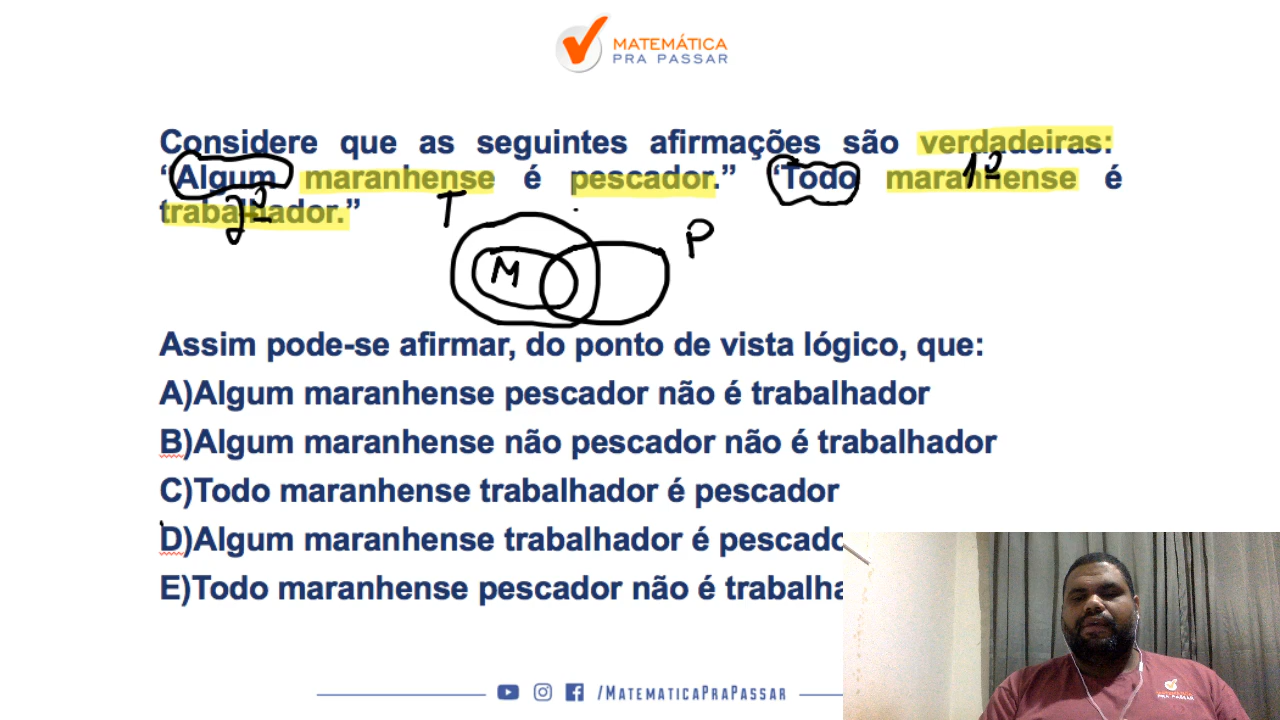 MATEMÁTICA
PRA PASSAR
Considere que as seguintes afirmações são verdadeiras:
“Algum maranhense é pescador.” “Todo maranhense é
trabalhador.”
1º
2º
T
M
P
Assim pode-se afirmar, do ponto de vista lógico, que:
A)Algum maranhense pescador não é trabalhador
B)Algum maranhense não pescador não é trabalhador
C)Todo maranhense trabalhador é pescador
D)Algum maranhense trabalhador é
E)Todo maranhense pescador não é
/MATEMATICAPRAPASSAR